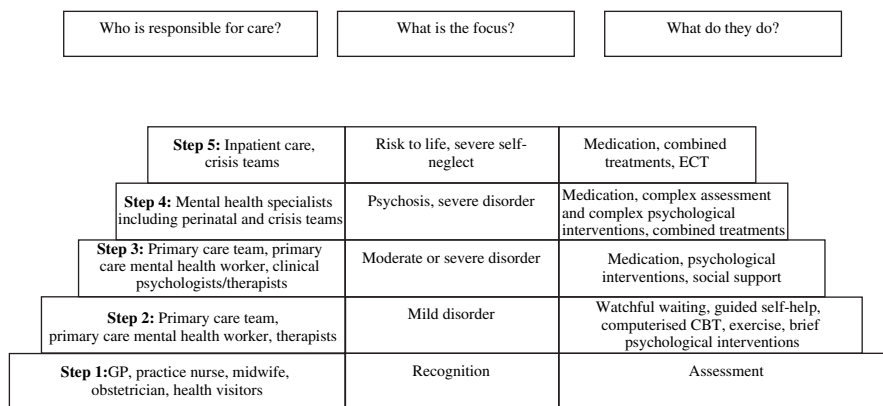 Who is responsible for care?
What is the focus?
What do they do?
Step 5: Inpatient care,
crisis teams
Risk to life, severe self-
neglect
Medication, combined
treatments, ECT
Step 4: Mental health specialists
including perinatal and crisis teams
Psychosis, severe disorder
Medication, complex assessment
and complex psychological
interventions, combined treatments
Step 3: Primary care team, primary
care mental health worker, clinical
psychologists/therapists
Moderate or severe disorder
Medication, psychological
interventions, social support
Step 2: Primary care team,
primary care mental health worker, therapists
Mild disorder
Watchful waiting, guided self-help,
computerised CBT, exercise, brief
psychological interventions
Step 1:GP, practice nurse, midwife,
obstetrician, health visitors
Recognition
Assessment